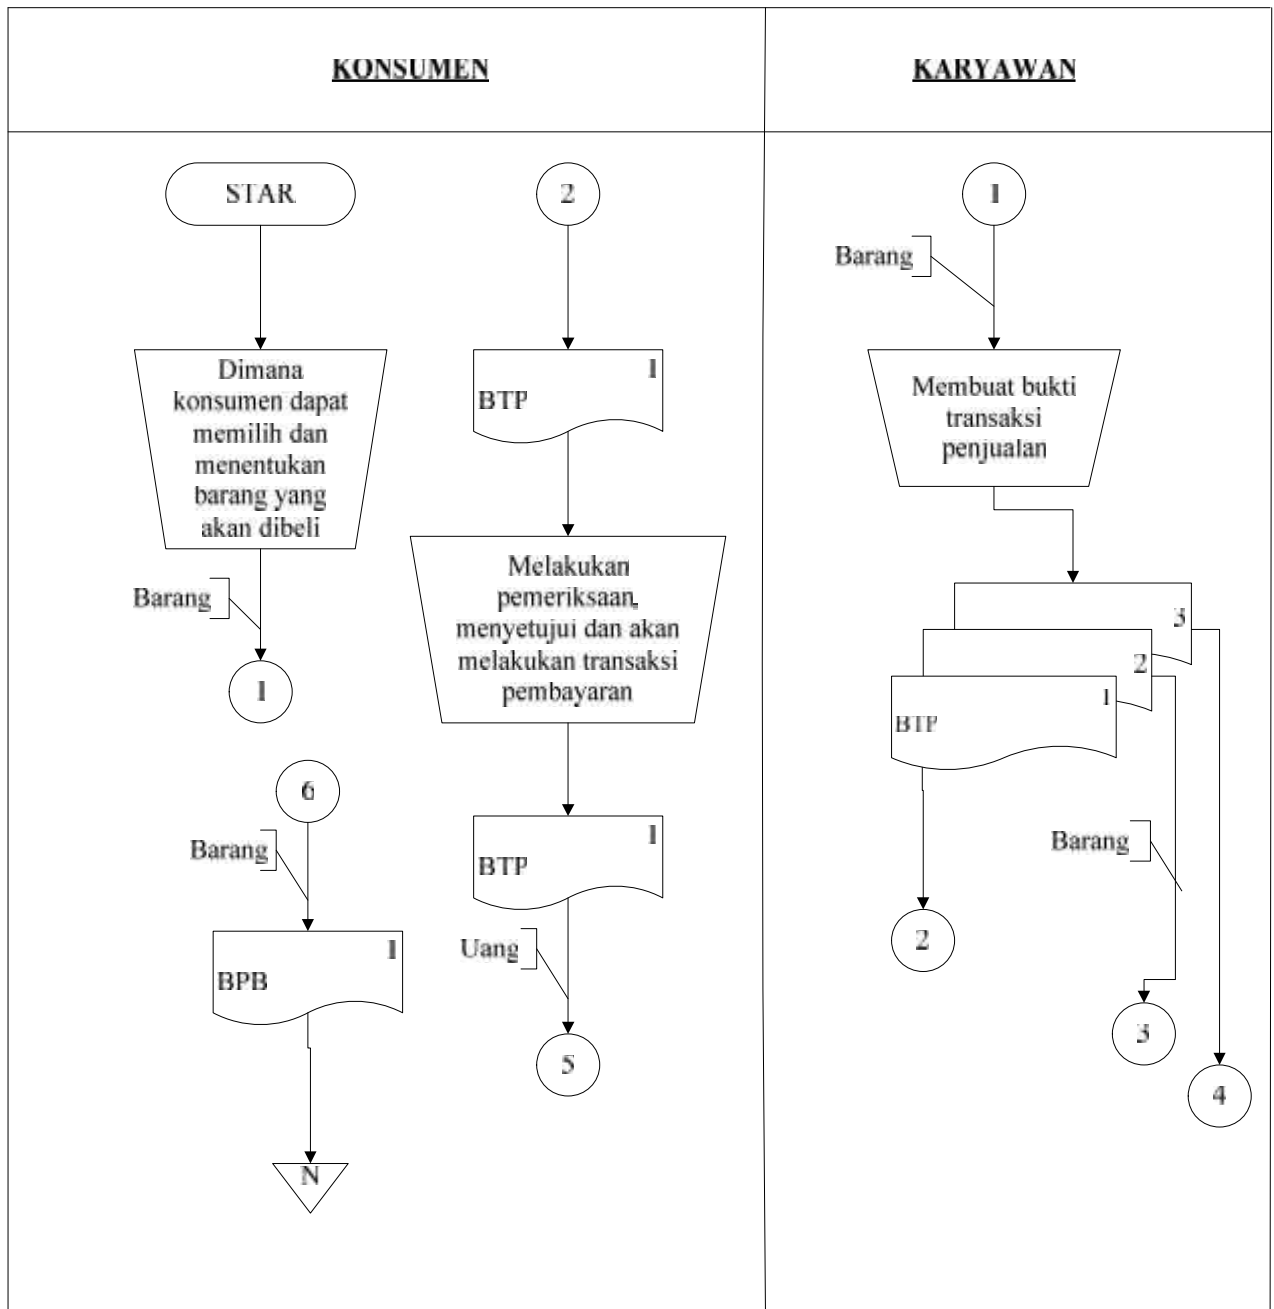 KONSUMEN
KARYAWAN
STAR
Dimana
konsumen dapat
memilih dan
menentukan
barang yang
akan dibeli
Barang
1
6
Barang
1
BPB
N
2
1
BTP
Melakukan
pemeriksaan,
menyetujui dan akan
melakukan transaksi
pembayaran
1
BTP
Uang
5
1
Barang
Membuat bukti
transaksi
penjualan
3
2
1
BTP
Barang
2
3
4